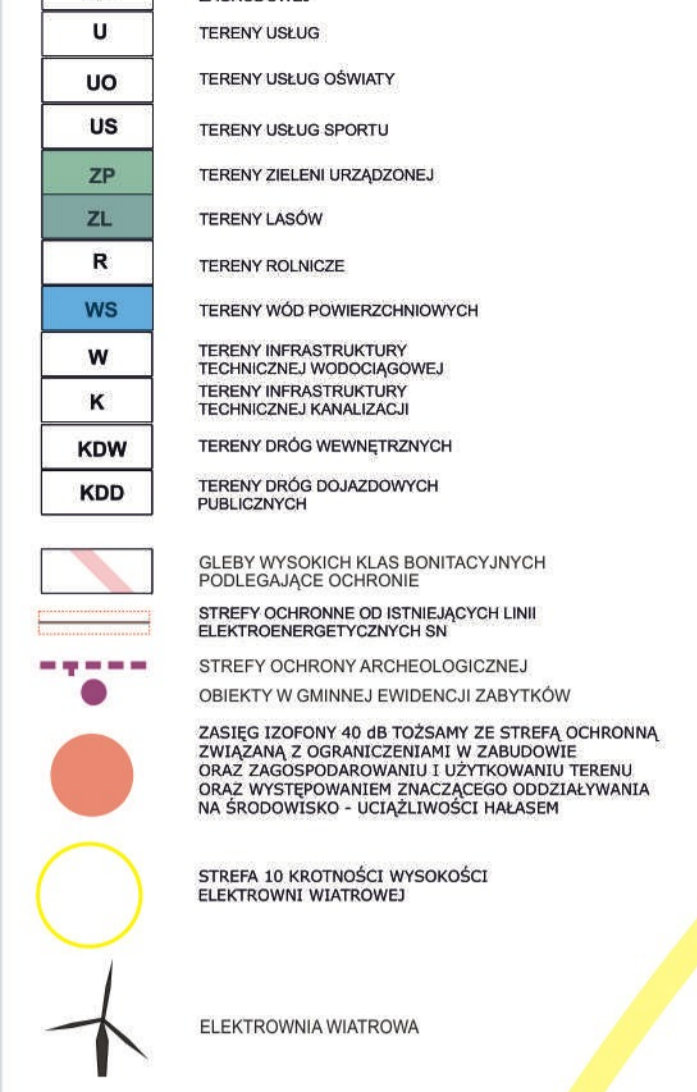 U TERENY USŁUG
UO TERENY USŁUG OŚWIATY
US TERENY USŁUG SPORTU
ZP TERENY ZIELENI URZĄDZONEJ
ZL TERENY LASÓW
R TERENY ROLNICZE
WS TERENY WÓD POWIERZCHNIOWYCH
W TERENY INFRASTRUKTURY
TECHNICZNEJ WODOCIĄGOWEJ
K TERENY INFRASTRUKTURY
TECHNICZNEJ KANALIZACJI
KDW TERENY DRÓG WEWNĘTRZNYCH
KDD TERENY DRÓG DOJAZDOWYCH
PUBLICZNYCH
GLEBY WYSOKICH KLAS BONITACYJNYCH
PODLEGAJĄCE OCHRONIE
STREFY OCHRONNE OD ISTNIEJĄCYCH LINII
ELEKTROENERGETYCZNYCH SN
STREFY OCHRONY ARCHEOLOGICZNEJ
OBIEKTY W GMINNEJ EWIDENCJI ZABYTKÓW
ZASIĘG IZOFONY 40 dB TOŻSAMY ZE STREFĄ OCHRONNĄ
ZWIĄZANĄ Z OGRANICZENIAMI W ZABUDOWIE
ORAZ ZAGOSPODAROWANIU I UŻYTKOWANIU TERENU
ORAZ WYSTĘPOWANIEM ZNACZĄCEGO ODDZIAŁYWANIA
NA ŚRODOWISKO - UCIĄŻLIWOŚCI HAŁASEM
STREFA 10 KROTNOŚCI WYSOKOŚCI
ELEKTROWNI WIATROWEJ
ELEKTROWNIA WIATROWA